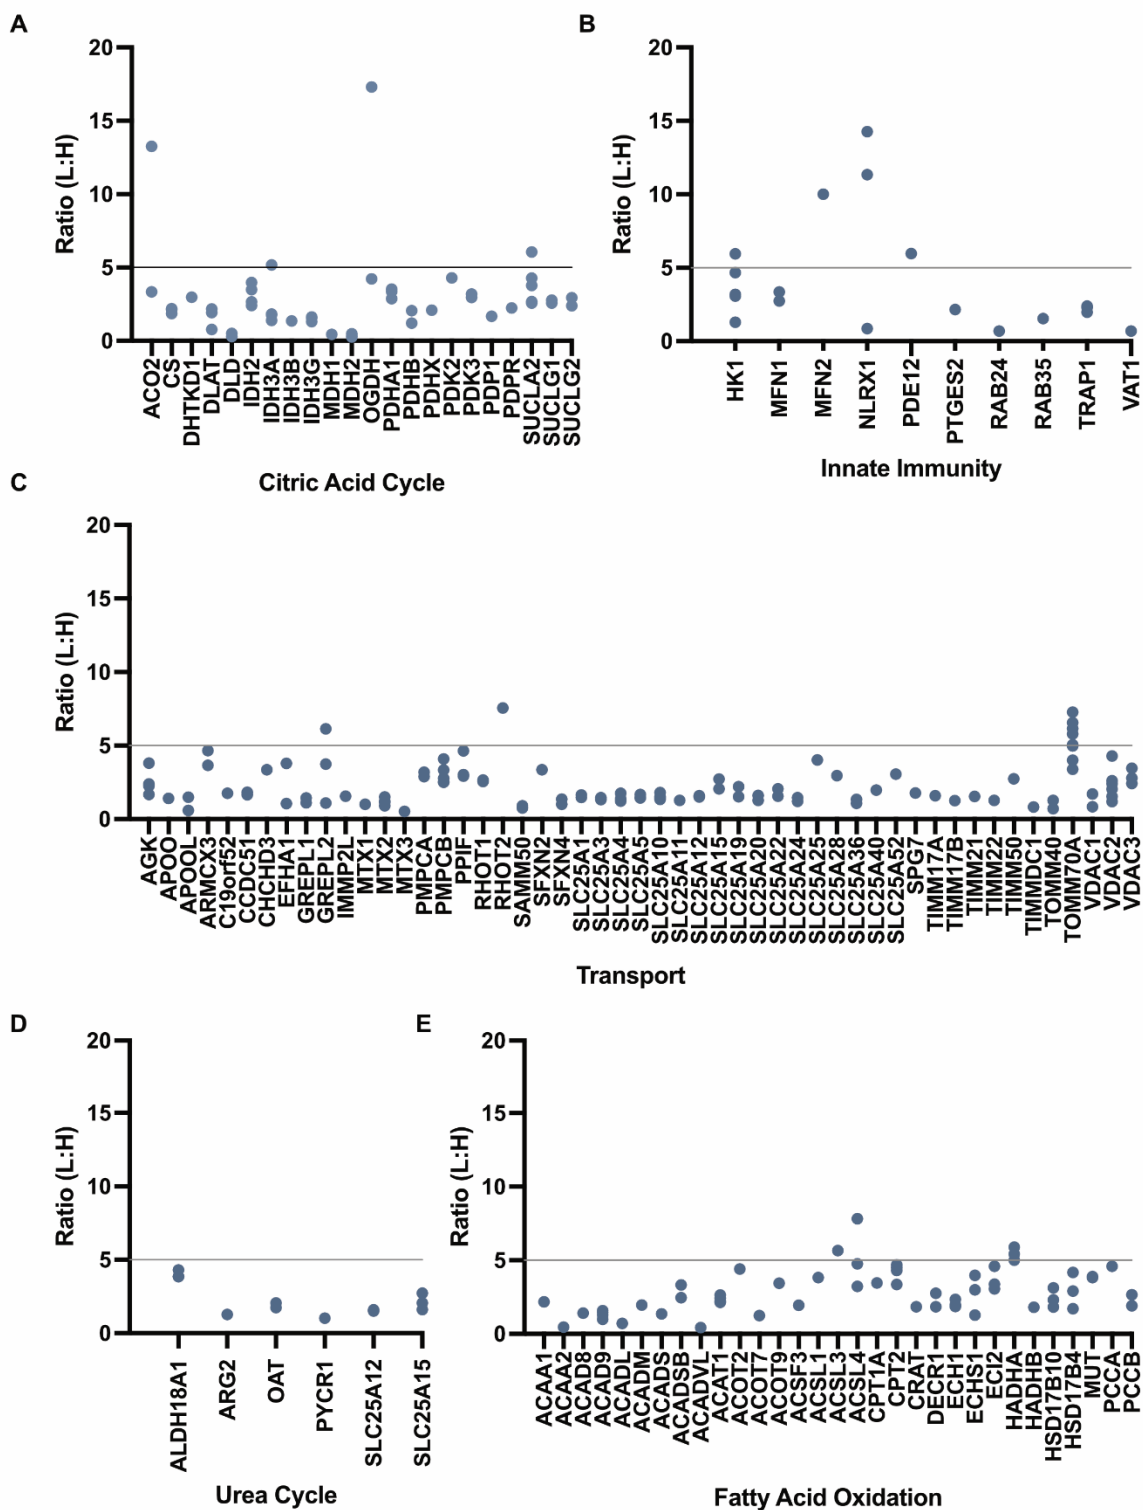 A
20
15
10
5
0
Ratio (L:H)
ACO2
CS
DHTKD1
DLAT
DLD
IDH2
IDH3A
IDH3B
IDH3G
MDH1
MDH2
OGDH
PDHA1
PDHB
PDHX
PDK2
PDK3
PDP1
PDPR
SUCLA2
SUCLG1
SUCLG2
Citric Acid Cycle
B
20
15
10
5
0
Ratio (L:H)
HK1
MFN1
MFN2
NLRX1
PDE12
PTGES2
RAB24
RAB35
TRAP1
VAT1
Innate Immunity
C
20
15
10
5
0
Ratio (L:H)
AGK
APOO
APOOL
ARMCX3
C19orf52
CCDC51
CHCHD3
EFHA1
GREPL1
GREPL2
IMMP2L
MTX1
MTX2
MTX3
PMPCA
PMPCB
PPIF
RHOT1
RHOT2
SAMM50
SFXN2
SFXN4
SLC25A1
SLC25A3
SLC25A4
SLC25A5
SLC25A10
SLC25A11
SLC25A12
SLC25A15
SLC25A19
SLC25A20
SLC25A22
SLC25A24
SLC25A25
SLC25A28
SLC25A36
SLC25A40
SLC25A52
SPG7
TIMM17A
TIMM17B
TIMM21
TIMM22
TIMM50
TIMMDC1
TOMM40
TOMM70A
VDAC1
VDAC2
VDAC3
Transport
D
20
15
10
5
0
Ratio (L:H)
ALDH18A1
ARG2
OAT
PYCR1
SLC25A12
SLC25A15
Urea Cycle
E
20
15
10
5
0
Ratio (L:H)
ACAA1
ACAA2
ACAD8
ACAD9
ACADL
ACADM
ACADS
ACADSB
ACADVL
ACAT1
ACOT2
ACOT7
ACOT9
ACSF3
ACSL1
ACSL3
ACSL4
CPT1A
CPT2
CRAT
DECR1
ECH1
ECHS1
ECI2
HADHA
HADHB
HSD17B10
HSD17B4
MUT
PCCA
PCCB
Fatty Acid Oxidation